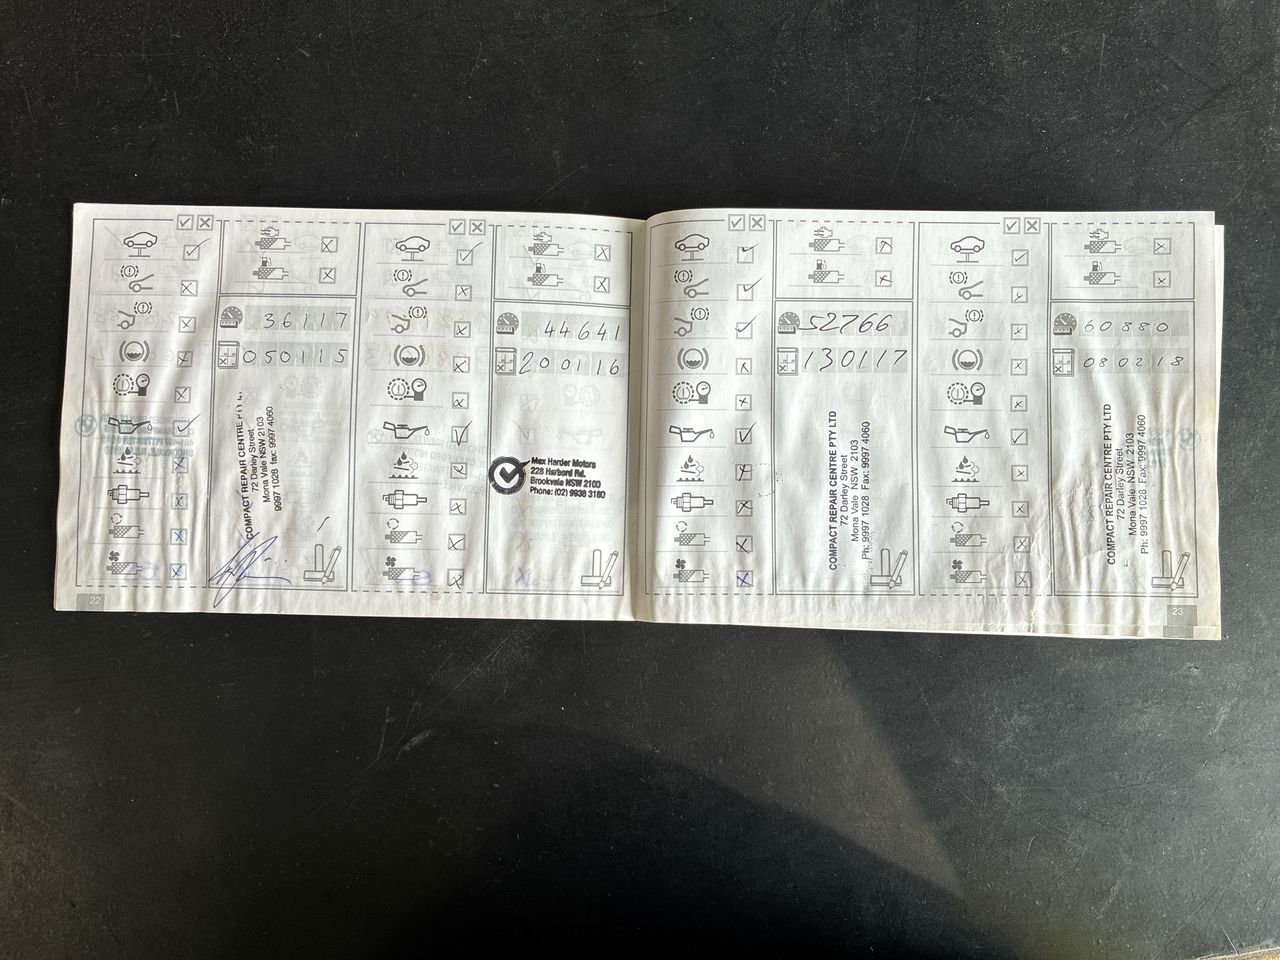 36117
050115
COMPACT REPAIR CENTRE PTY L
72 Darley Street
Mona Vale NSW 2103
9997 1028 fax: 9997 4060
22
44641
200116
Max Harder Motors
228 Harbord Rd.
Brookvale NSW 2100
Phone: (02) 9938 3180
52766
130117
COMPACT REPAIR CENTRE PTY LTD
72 Darley Street
Mona Vale NSW 2103
Ph: 9997 1028 Fax: 9997 4060
60880
080218
COMPACT REPAIR CENTRE PTY LTD
72 Darley Street
Mona Vale NSW 2103
Ph: 9997 1028 Fax: 9997 4060
23